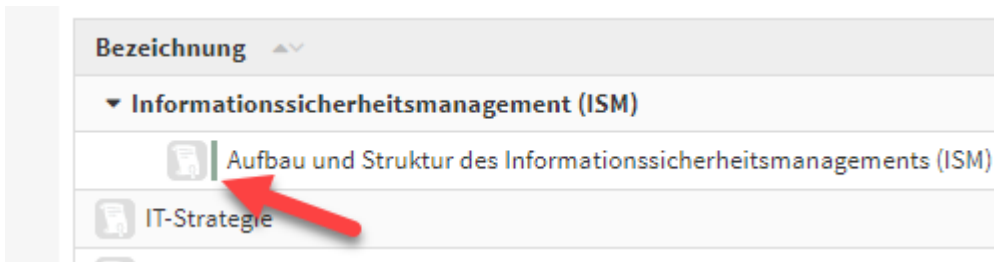 Bezeichnung
Informationssicherheitsmanagement (ISM)
Aufbau und Struktur des Informationssicherheitsmanagements (ISM)
IT-Strategie